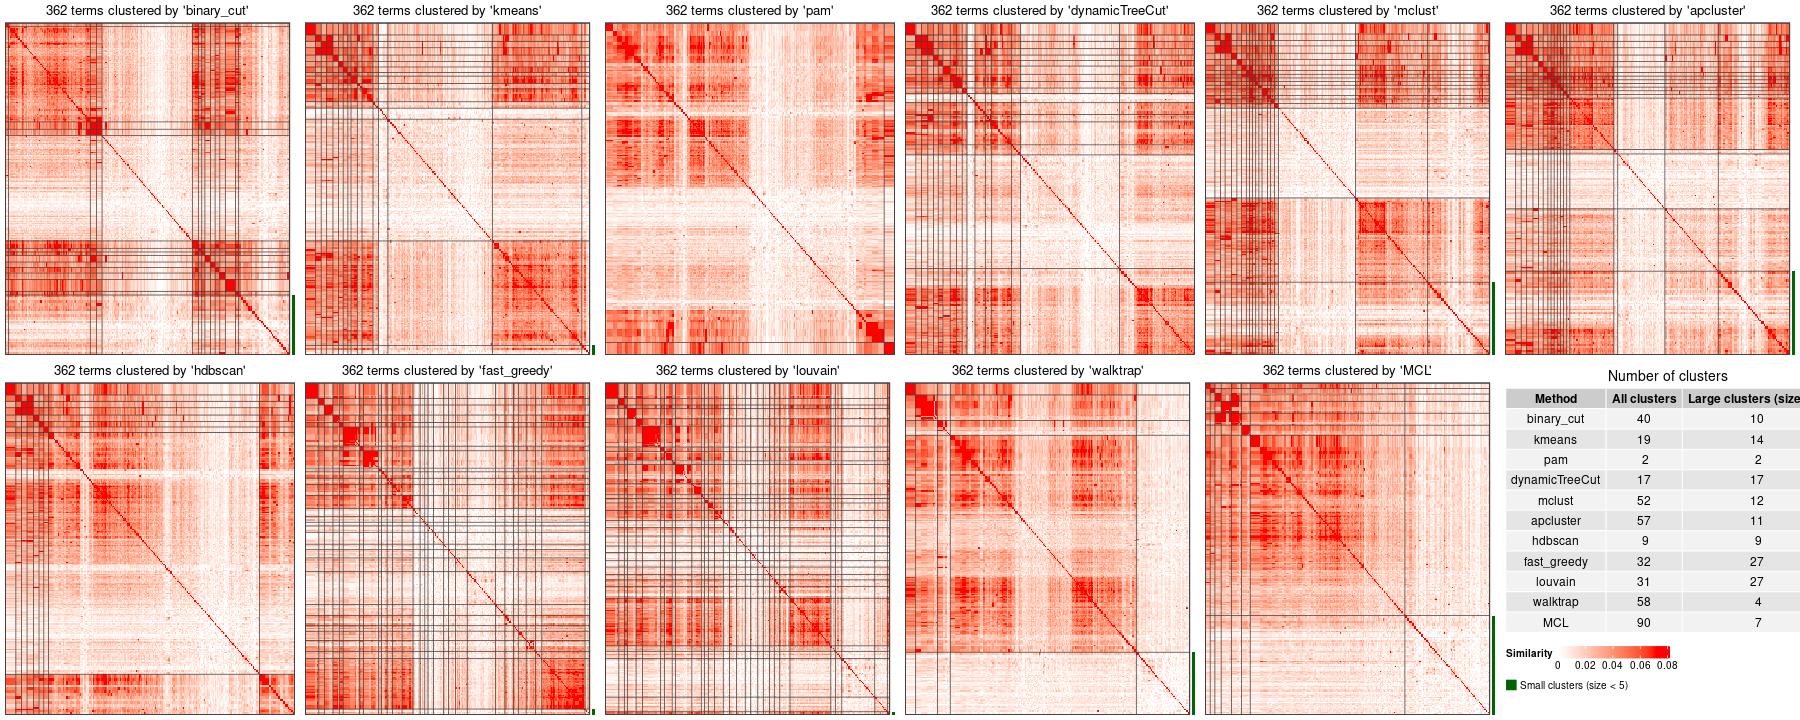 362 terms clustered by 'binary_cut'
362 terms clustered by 'kmeans'
362 terms clustered by 'pam'
362 terms clustered by 'dynamicTreeCut'
362 terms clustered by 'mclust'
362 terms clustered by 'apcluster'
362 terms clustered by 'hdbscan'
362 terms clustered by 'fast_greedy'
362 terms clustered by 'louvain'
362 terms clustered by 'walktrap'
362 terms clustered by 'MCL'
Number of clusters
Method All clusters Large clusters (size
binary_cut 40 10
kmeans 19 14
pam 2 2
dynamicTreeCut 17 17
mclust 52 12
apcluster 57 11
hdbscan 9 9
fast_greedy 32 27
louvain 31 27
walktrap 58 4
MCL 90 7
Similarity
0 0.02 0.04 0.06 0.08
Small clusters (size < 5)